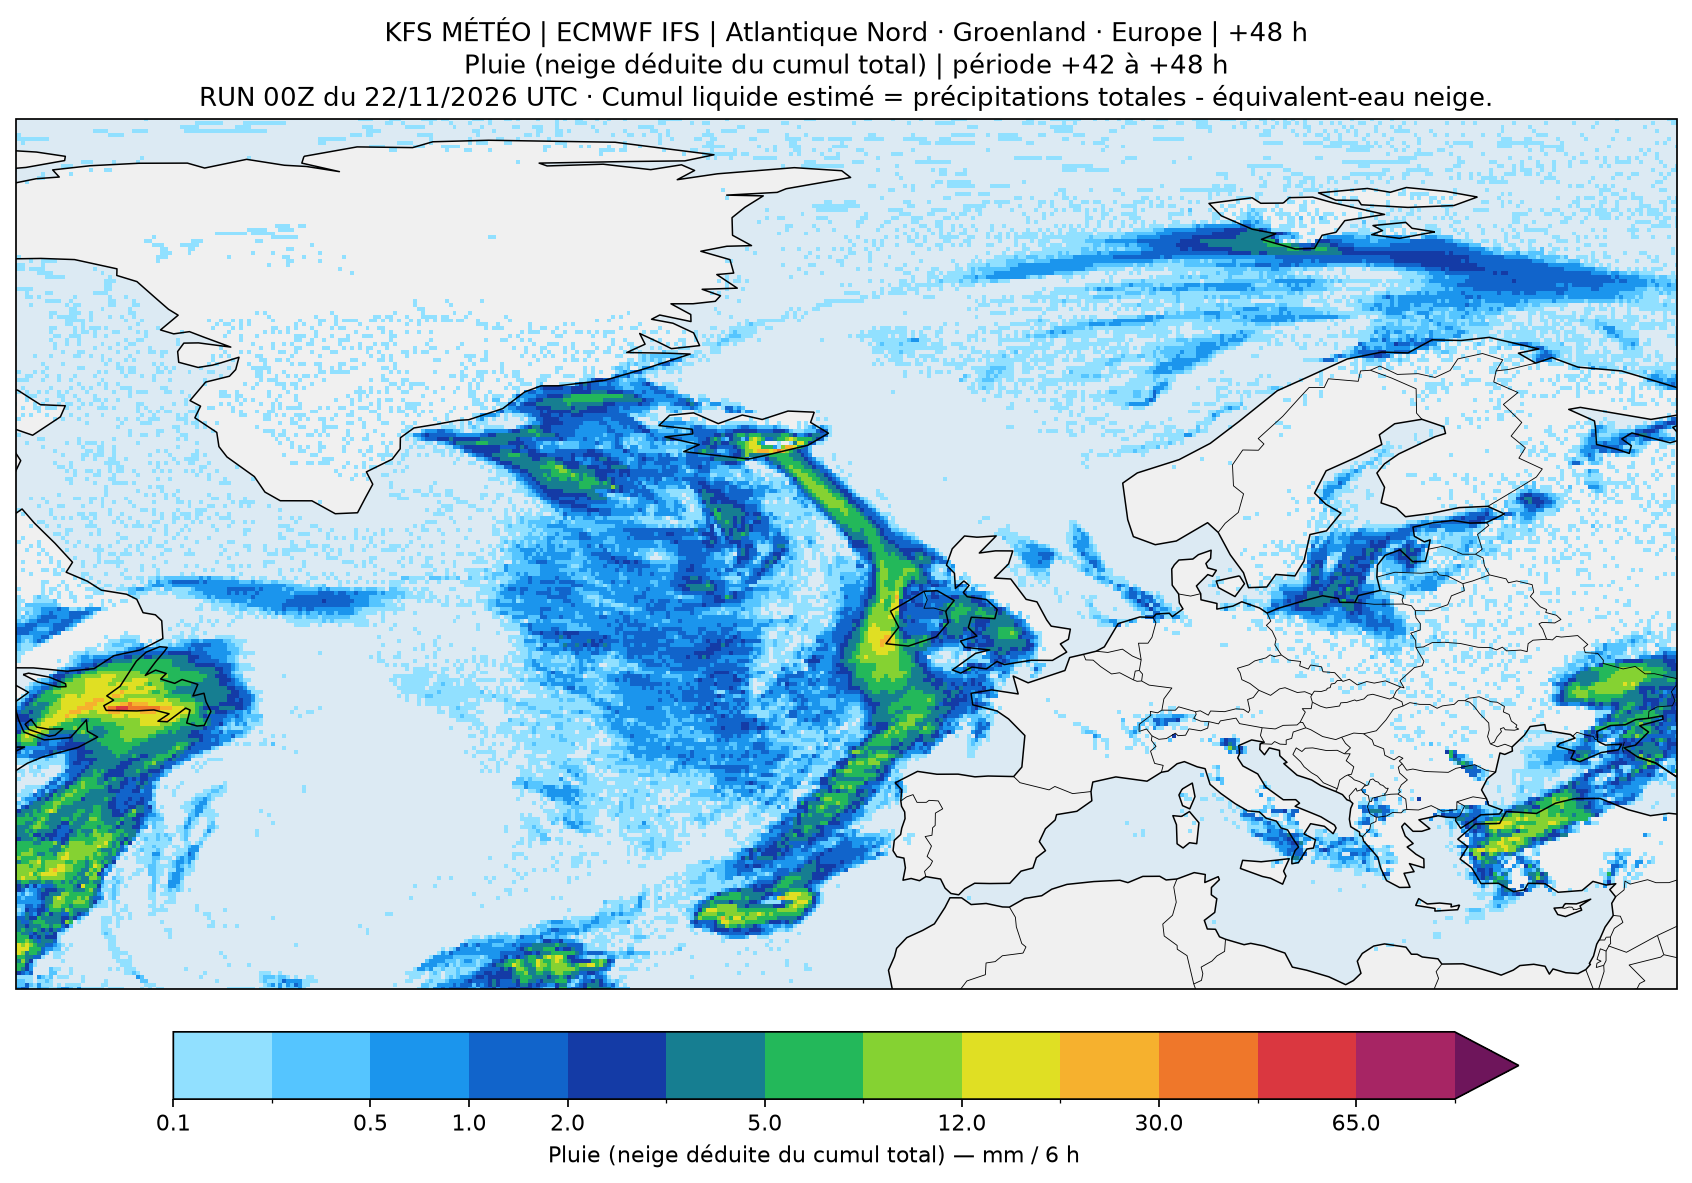 KFS MÉTÉO | ECMWF IFS | Atlantique Nord · Groenland · Europe | +48 h
Pluie (neige déduite du cumul total) | période +42 à +48 h
RUN 00Z du 22/11/2026 UTC · Cumul liquide estimé = précipitations totales - équivalent-eau neige.
0.1 0.5 1.0 2.0 5.0 12.0 30.0 65.0
Pluie (neige déduite du cumul total) — mm / 6 h